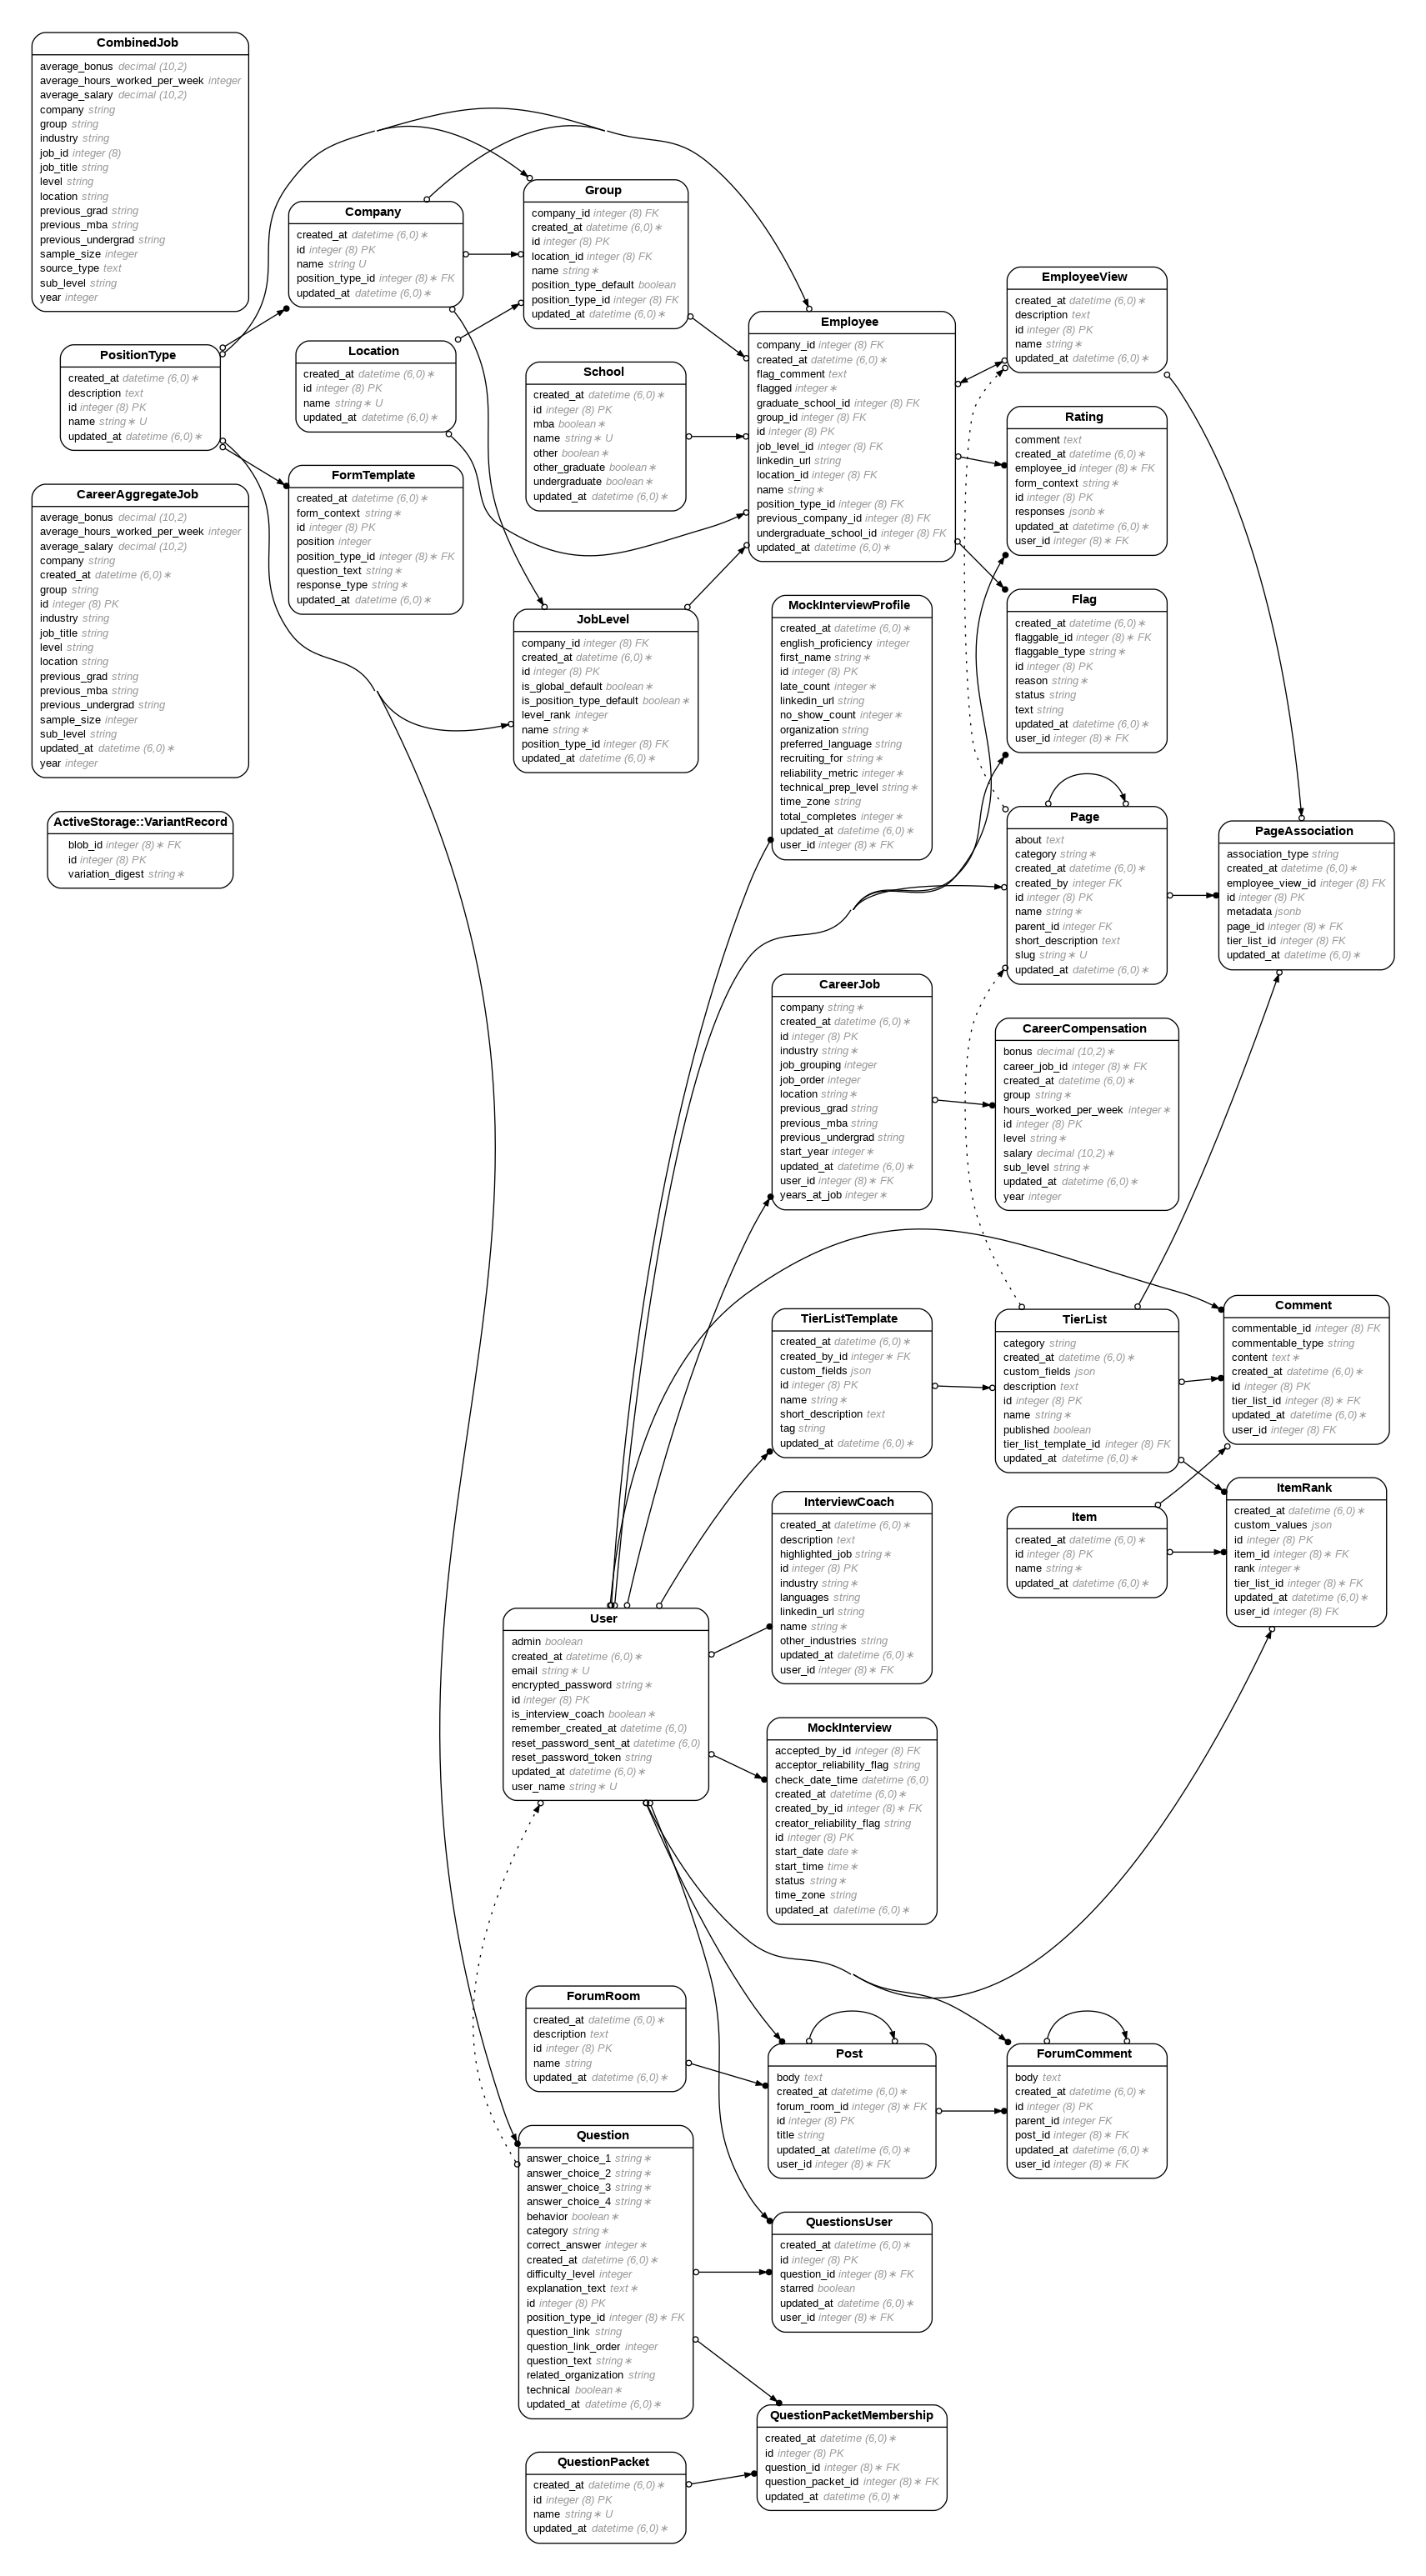 CombinedJob
average_bonus decimal (10,2)
average_hours_worked_per_week integer
average_salary decimal (10,2)
company string
group string
industry string
job_id integer (8)
job_title string
level string
location string
previous_grad string
previous_mba string
previous_undergrad string
sample_size integer
source_type text
sub_level string
year integer
PositionType
created_at datetime (6,0)∗
description text
id integer (8) PK
name string∗ U
updated_at datetime (6,0)∗
CareerAggregateJob
average_bonus decimal (10,2)
average_hours_worked_per_week integer
average_salary decimal (10,2)
company string
created_at datetime (6,0)∗
group string
id integer (8) PK
industry string
job_title string
level string
location string
previous_grad string
previous_mba string
previous_undergrad string
sample_size integer
sub_level string
updated_at datetime (6,0)∗
year integer
ActiveStorage::VariantRecord
blob_id integer (8)∗ FK
id integer (8) PK
variation_digest string∗
Company
created_at datetime (6,0)∗
id integer (8) PK
name string U
position_type_id integer (8)∗ FK
updated_at datetime (6,0)∗
Location
created_at datetime (6,0)∗
id integer (8) PK
name string∗ U
updated_at datetime (6,0)∗
FormTemplate
created_at datetime (6,0)∗
form_context string∗
id integer (8) PK
position integer
position_type_id integer (8)∗ FK
question_text string∗
response_type string∗
updated_at datetime (6,0)∗
Group
company_id integer (8) FK
created_at datetime (6,0)∗
id integer (8) PK
location_id integer (8) FK
name string∗
position_type_default boolean
position_type_id integer (8) FK
updated_at datetime (6,0)∗
School
created_at datetime (6,0)∗
id integer (8) PK
mba boolean∗
name string∗ U
other boolean∗
other_graduate boolean∗
undergraduate boolean∗
updated_at datetime (6,0)∗
JobLevel
company_id integer (8) FK
created_at datetime (6,0)∗
id integer (8) PK
is_global_default boolean∗
is_position_type_default boolean∗
level_rank integer
name string∗
position_type_id integer (8) FK
updated_at datetime (6,0)∗
Employee
company_id integer (8) FK
created_at datetime (6,0)∗
flag_comment text
flagged integer∗
graduate_school_id integer (8) FK
group_id integer (8) FK
id integer (8) PK
job_level_id integer (8) FK
linkedin_url string
location_id integer (8) FK
name string∗
position_type_id integer (8) FK
previous_company_id integer (8) FK
undergraduate_school_id integer (8) FK
updated_at datetime (6,0)∗
MockInterviewProfile
created_at datetime (6,0)∗
english_proficiency integer
first_name string∗
id integer (8) PK
late_count integer∗
linkedin_url string
no_show_count integer∗
organization string
preferred_language string
recruiting_for string∗
reliability_metric integer∗
technical_prep_level string∗
time_zone string
total_completes integer∗
updated_at datetime (6,0)∗
user_id integer (8)∗ FK
EmployeeView
created_at datetime (6,0)∗
description text
id integer (8) PK
name string∗
updated_at datetime (6,0)∗
Rating
comment text
created_at datetime (6,0)∗
employee_id integer (8)∗ FK
form_context string∗
id integer (8) PK
responses jsonb∗
updated_at datetime (6,0)∗
user_id integer (8)∗ FK
Flag
created_at datetime (6,0)∗
flaggable_id integer (8)∗ FK
flaggable_type string∗
id integer (8) PK
reason string∗
status string
text string
updated_at datetime (6,0)∗
user_id integer (8)∗ FK
Page
about text
category string∗
created_at datetime (6,0)∗
created_by integer FK
id integer (8) PK
name string∗
parent_id integer FK
short_description text
slug string∗ U
updated_at datetime (6,0)∗
PageAssociation
association_type string
created_at datetime (6,0)∗
employee_view_id integer (8) FK
id integer (8) PK
metadata jsonb
page_id integer (8)∗ FK
tier_list_id integer (8) FK
updated_at datetime (6,0)∗
CareerJob
company string∗
created_at datetime (6,0)∗
id integer (8) PK
industry string∗
job_grouping integer
job_order integer
location string∗
previous_grad string
previous_mba string
previous_undergrad string
start_year integer∗
updated_at datetime (6,0)∗
user_id integer (8)∗ FK
years_at_job integer∗
CareerCompensation
bonus decimal (10,2)∗
career_job_id integer (8)∗ FK
created_at datetime (6,0)∗
group string∗
hours_worked_per_week integer∗
id integer (8) PK
level string∗
salary decimal (10,2)∗
sub_level string∗
updated_at datetime (6,0)∗
year integer
TierListTemplate
created_at datetime (6,0)∗
created_by_id integer∗ FK
custom_fields json
id integer (8) PK
name string∗
short_description text
tag string
updated_at datetime (6,0)∗
TierList
category string
created_at datetime (6,0)∗
custom_fields json
description text
id integer (8) PK
name string∗
published boolean
tier_list_template_id integer (8) FK
updated_at datetime (6,0)∗
Comment
commentable_id integer (8) FK
commentable_type string
content text∗
created_at datetime (6,0)∗
id integer (8) PK
tier_list_id integer (8)∗ FK
updated_at datetime (6,0)∗
user_id integer (8) FK
Item
created_at datetime (6,0)∗
id integer (8) PK
name string∗
updated_at datetime (6,0)∗
ItemRank
created_at datetime (6,0)∗
custom_values json
id integer (8) PK
item_id integer (8)∗ FK
rank integer∗
tier_list_id integer (8)∗ FK
updated_at datetime (6,0)∗
user_id integer (8) FK
InterviewCoach
created_at datetime (6,0)∗
description text
highlighted_job string∗
id integer (8) PK
industry string∗
languages string
linkedin_url string
name string∗
other_industries string
updated_at datetime (6,0)∗
user_id integer (8)∗ FK
User
admin boolean
created_at datetime (6,0)∗
email string∗ U
encrypted_password string∗
id integer (8) PK
is_interview_coach boolean∗
remember_created_at datetime (6,0)
reset_password_sent_at datetime (6,0)
reset_password_token string
updated_at datetime (6,0)∗
user_name string∗ U
MockInterview
accepted_by_id integer (8) FK
acceptor_reliability_flag string
check_date_time datetime (6,0)
created_at datetime (6,0)∗
created_by_id integer (8)∗ FK
creator_reliability_flag string
id integer (8) PK
start_date date∗
start_time time∗
status string∗
time_zone string
updated_at datetime (6,0)∗
ForumRoom
created_at datetime (6,0)∗
description text
id integer (8) PK
name string
updated_at datetime (6,0)∗
Post
body text
created_at datetime (6,0)∗
forum_room_id integer (8)∗ FK
id integer (8) PK
title string
updated_at datetime (6,0)∗
user_id integer (8)∗ FK
ForumComment
body text
created_at datetime (6,0)∗
id integer (8) PK
parent_id integer FK
post_id integer (8)∗ FK
updated_at datetime (6,0)∗
user_id integer (8)∗ FK
Question
answer_choice_1 string∗
answer_choice_2 string∗
answer_choice_3 string∗
answer_choice_4 string∗
behavior boolean∗
category string∗
correct_answer integer∗
created_at datetime (6,0)∗
difficulty_level integer
explanation_text text∗
id integer (8) PK
position_type_id integer (8)∗ FK
question_link string
question_link_order integer
question_text string∗
related_organization string
technical boolean∗
updated_at datetime (6,0)∗
QuestionsUser
created_at datetime (6,0)∗
id integer (8) PK
question_id integer (8)∗ FK
starred boolean
updated_at datetime (6,0)∗
user_id integer (8)∗ FK
QuestionPacketMembership
created_at datetime (6,0)∗
id integer (8) PK
question_id integer (8)∗ FK
question_packet_id integer (8)∗ FK
updated_at datetime (6,0)∗
QuestionPacket
created_at datetime (6,0)∗
id integer (8) PK
name string∗ U
updated_at datetime (6,0)∗